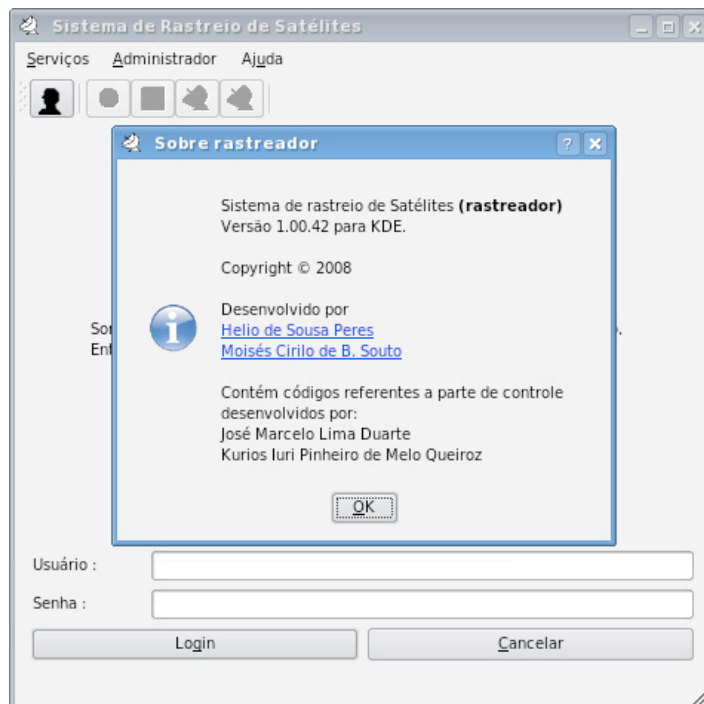 Sistema de Rastreio de Satélites
Serviços Administrador Ajuda
Sobre rastreador
Sistema de rastreio de Satélites (rastreador)
Versão 1.00.42 para KDE.
Copyright © 2008
Desenvolvido por
Helio de Sousa Peres
Moisés Cirilo de B. Souto
Contém códigos referentes a parte de controle
desenvolvidos por:
José Marcelo Lima Duarte
Kurios Iuri Pinheiro de Melo Queiroz
OK
Usuário :
Senha :
Login Cancelar